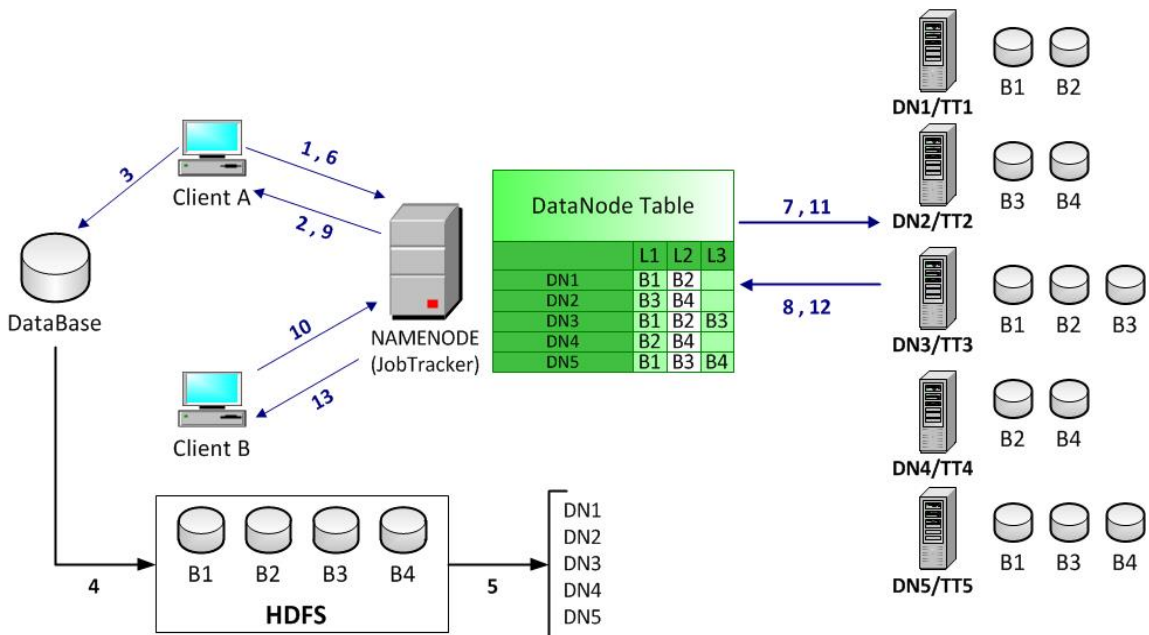 B1 B2
DN1/TT1
1 , 6
3
Client A
2, 9
B3 B4
DN2/TT2
DataNode Table
7 , 11
L1 L2 L3
DN1 B1 B2
DN2 B3 B4
DN3 B1 B2 B3
DN4 B2 B4
DN5 B1 B3 B4
8 , 12
DataBase
10
NAMENODE
(JobTracker)
13
Client B
B1 B2 B3
DN3/TT3
B2 B4
DN4/TT4
B1 B3 B4
DN5/TT5
4
B1 B2 B3 B4
HDFS
5
DN1
DN2
DN3
DN4
DN5